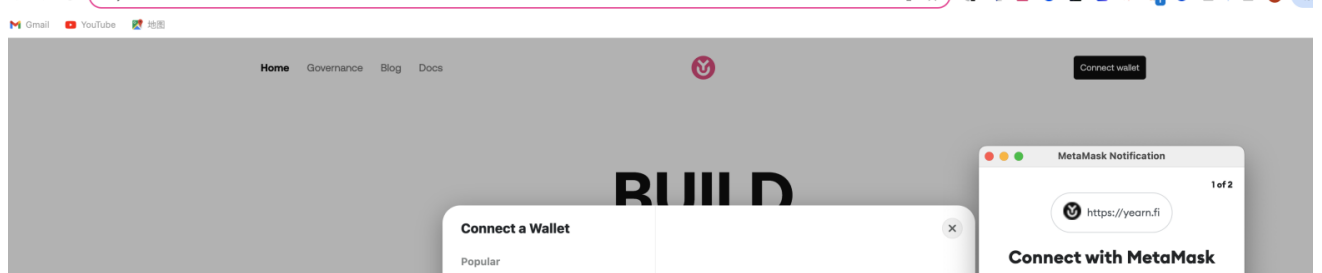 Gmail YouTube 地图
Home Governance Blog Docs
Connect wallet
MetaMask Notification
1 of 2
BUILD
https://yearn.fi
Connect a Wallet
Connect with MetaMask
Popular